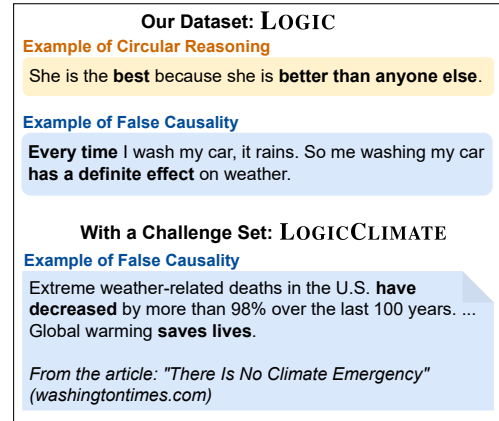 Our Dataset: LOGIC
Example of Circular Reasoning
She is the best because she is better than anyone else.
Example of False Causality
Every time I wash my car, it rains. So me washing my car
has a definite effect on weather.
With a Challenge Set: LOGICCLIMATE
Example of False Causality
Extreme weather-related deaths in the U.S. have
decreased by more than 98% over the last 100 years. ...
Global warming saves lives.
From the article: "There Is No Climate Emergency"
(washingtontimes.com)